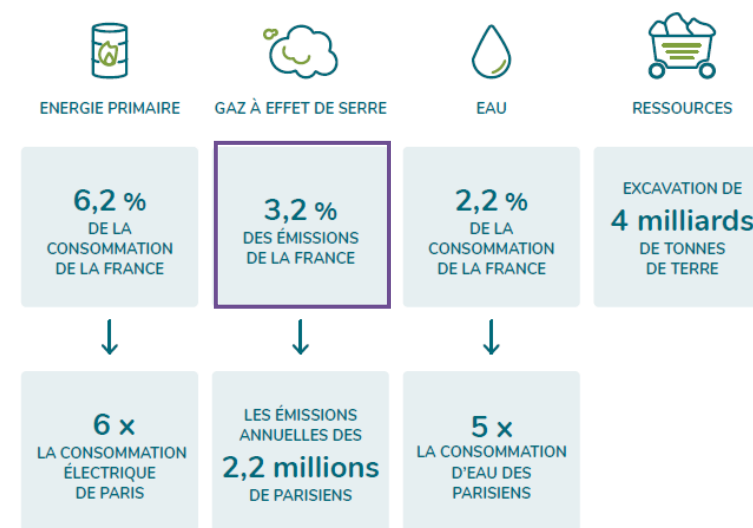 ENERGIE PRIMAIRE
GAZ À EFFET DE SERRE
EAU
RESSOURCES
6,2 %
DE LA
CONSOMMATION
DE LA FRANCE
3,2 %
DES ÉMISSIONS
DE LA FRANCE
2,2 %
DE LA
CONSOMMATION
DE LA FRANCE
EXCAVATION DE
4 milliards
DE TONNES
DE TERRE
6 x
LA CONSOMMATION
ÉLECTRIQUE
DE PARIS
LES ÉMISSIONS
ANNUELLES DES
2,2 millions
DE PARISIENS
5 x
LA CONSOMMATION
D'EAU DES
PARISIENS